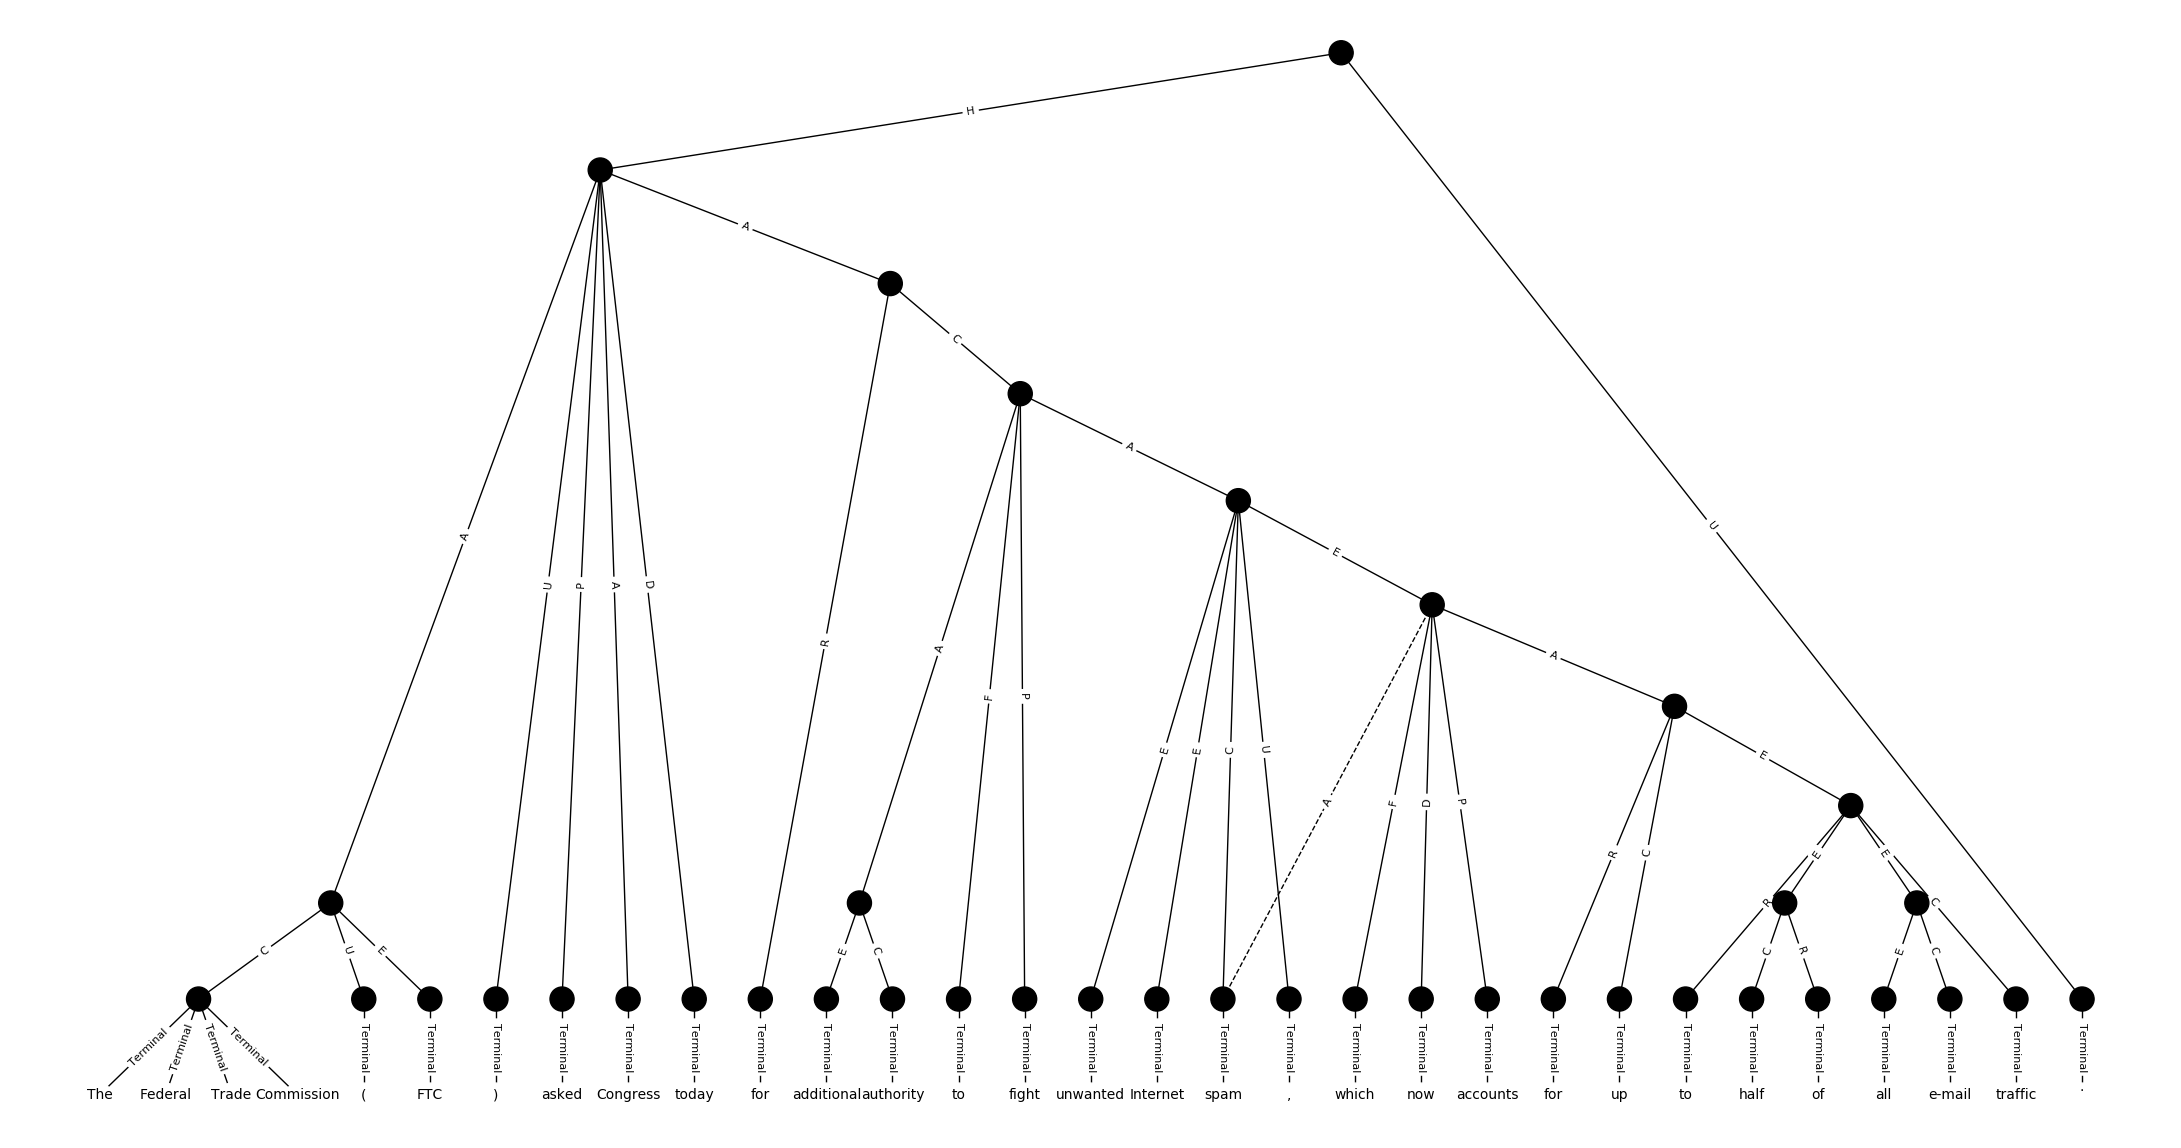 H
A
C
A
A
E
U
A
U
P
A
D
R
A
F
P
E
E
C
U
A
F
D
P
A
E
R
C
E
E
R
C
C
U
E
E
C
C
R
E
C
Terminal Terminal Terminal Terminal Terminal Terminal Terminal Terminal Terminal Terminal Terminal Terminal Terminal Terminal Terminal Terminal Terminal Terminal Terminal Terminal Terminal Terminal Terminal Terminal Terminal Terminal Terminal Terminal Terminal Terminal Terminal
The Federal Trade Commission ( FTC ) asked Congress today for additional authority to fight unwanted Internet spam , which now accounts for up to half of all e-mail traffic .